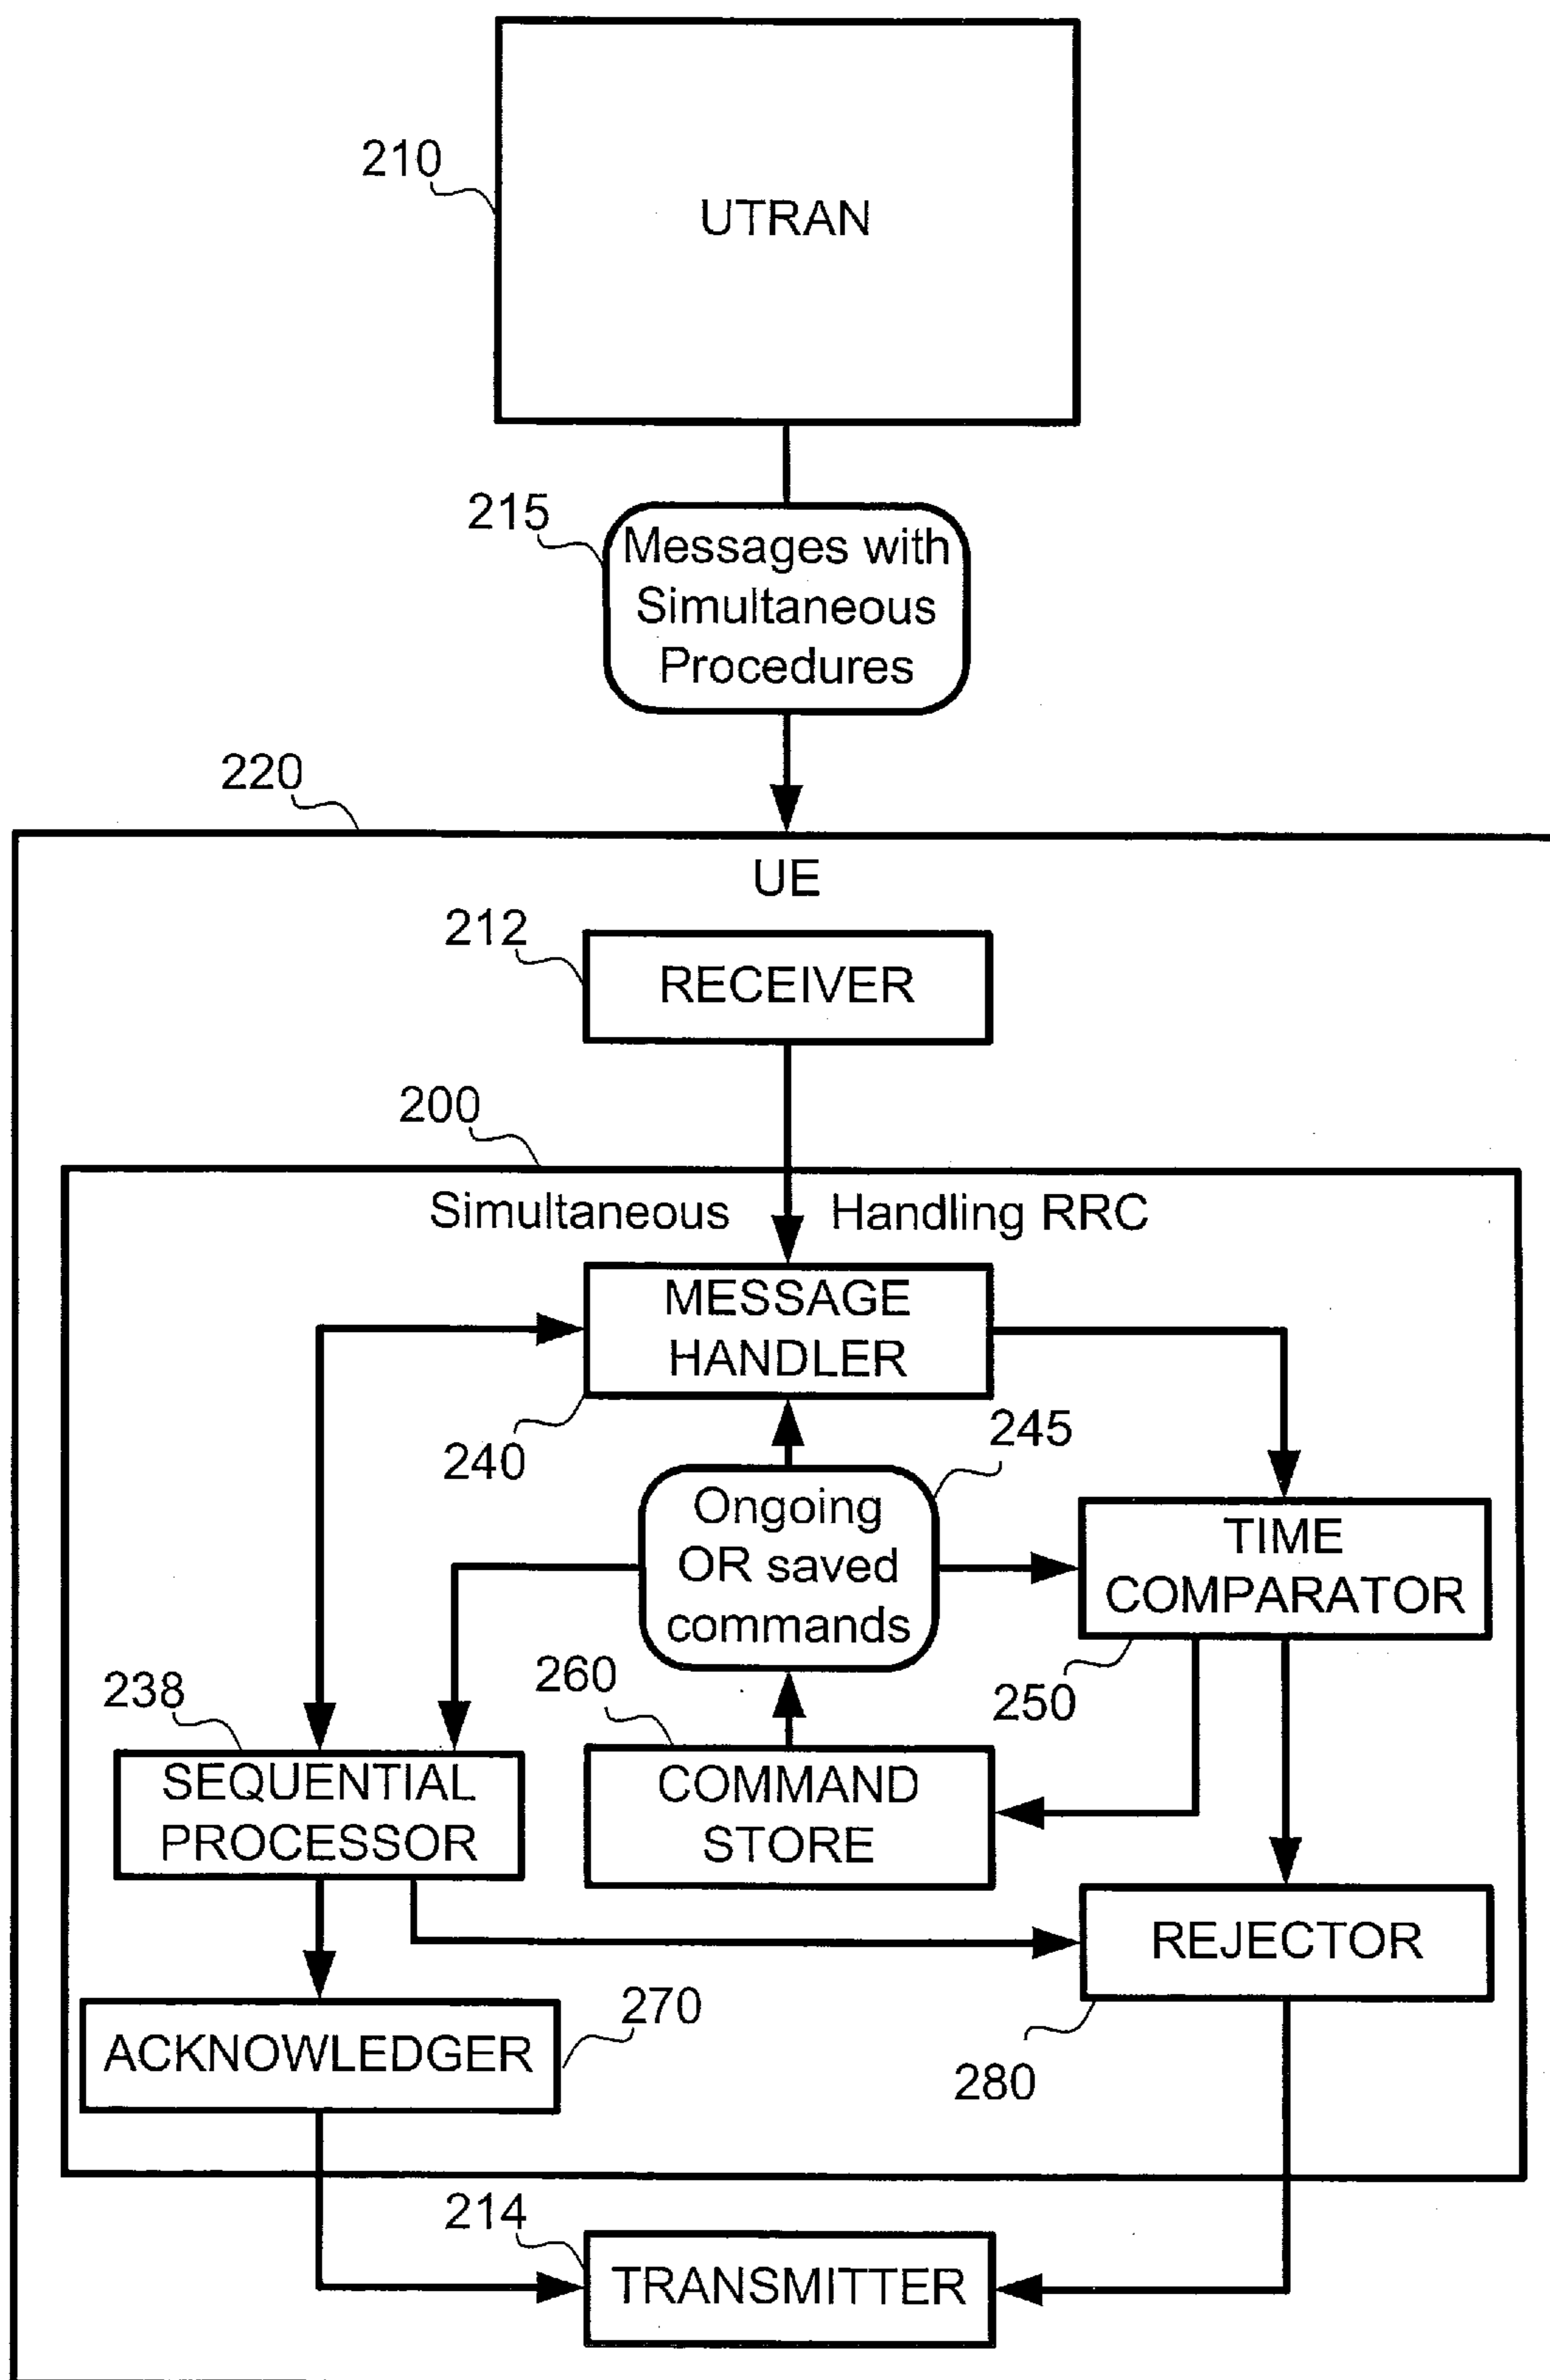 210
UTRAN
215
Messages with
Simultaneous
Procedures
220
UE
212
RECEIVER
200
Simultaneous Handling RRC
MESSAGE
HANDLER
240
245
Ongoing
OR saved
commands
TIME
COMPARATOR
250
260
238
SEQUENTIAL
PROCESSOR
COMMAND
STORE
REJECTOR
280
270
ACKNOWLEDGER
214
TRANSMITTER